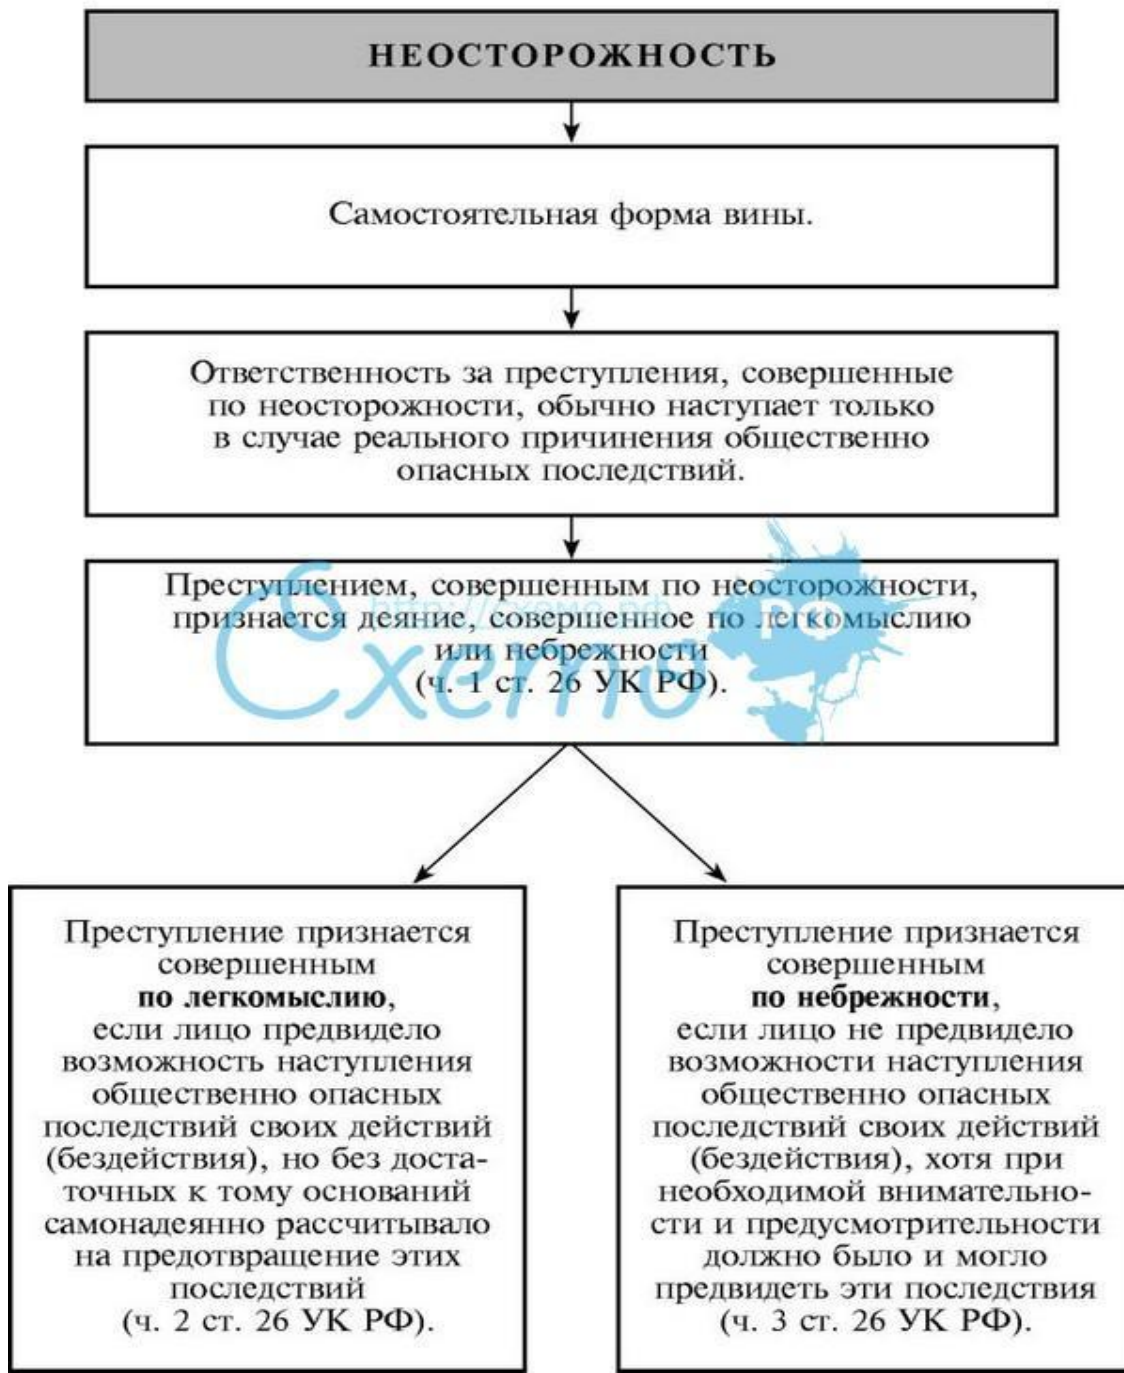 НЕОСТОРОЖНОСТЬ
Самостоятельная форма вины.
Ответственность за преступления, совершенные
по неосторожности, обычно наступает только
в случае реального причинения общественно
опасных последствий.
Преступлением, совершенным по неосторожности,
признается деяние, совершенное по легкомыслию
или небрежности
(ч. 1 ст. 26 УК РФ).
http://схемо.рф
Схемо
РФ
Преступление признается
совершенным
по легкомыслию,
если лицо предвидело
возможность наступления
общественно опасных
последствий своих действий
(бездействия), но без доста-
точных к тому оснований
самонадеянно рассчитывало
на предотвращение этих
последствий
(ч. 2 ст. 26 УК РФ).
Преступление признается
совершенным
по небрежности,
если лицо не предвидело
возможности наступления
общественно опасных
последствий своих действий
(бездействия), хотя при
необходимой внимательно-
сти и предусмотрительности
должно было и могло
предвидеть эти последствия
(ч. 3 ст. 26 УК РФ).